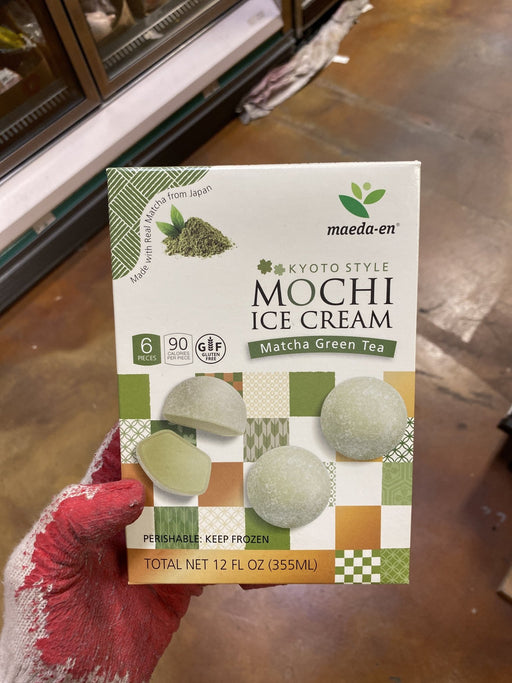 Made with Real Matcha from Japan
maeda-en®
KYOTO STYLE
MOCHI
ICE CREAM
Matcha Green Tea
6
PIECES
90
CALORIES
PER PIECE
GF
GLUTEN
FREE
PERISHABLE: KEEP FROZEN
TOTAL NET 12 FL OZ (355ML)